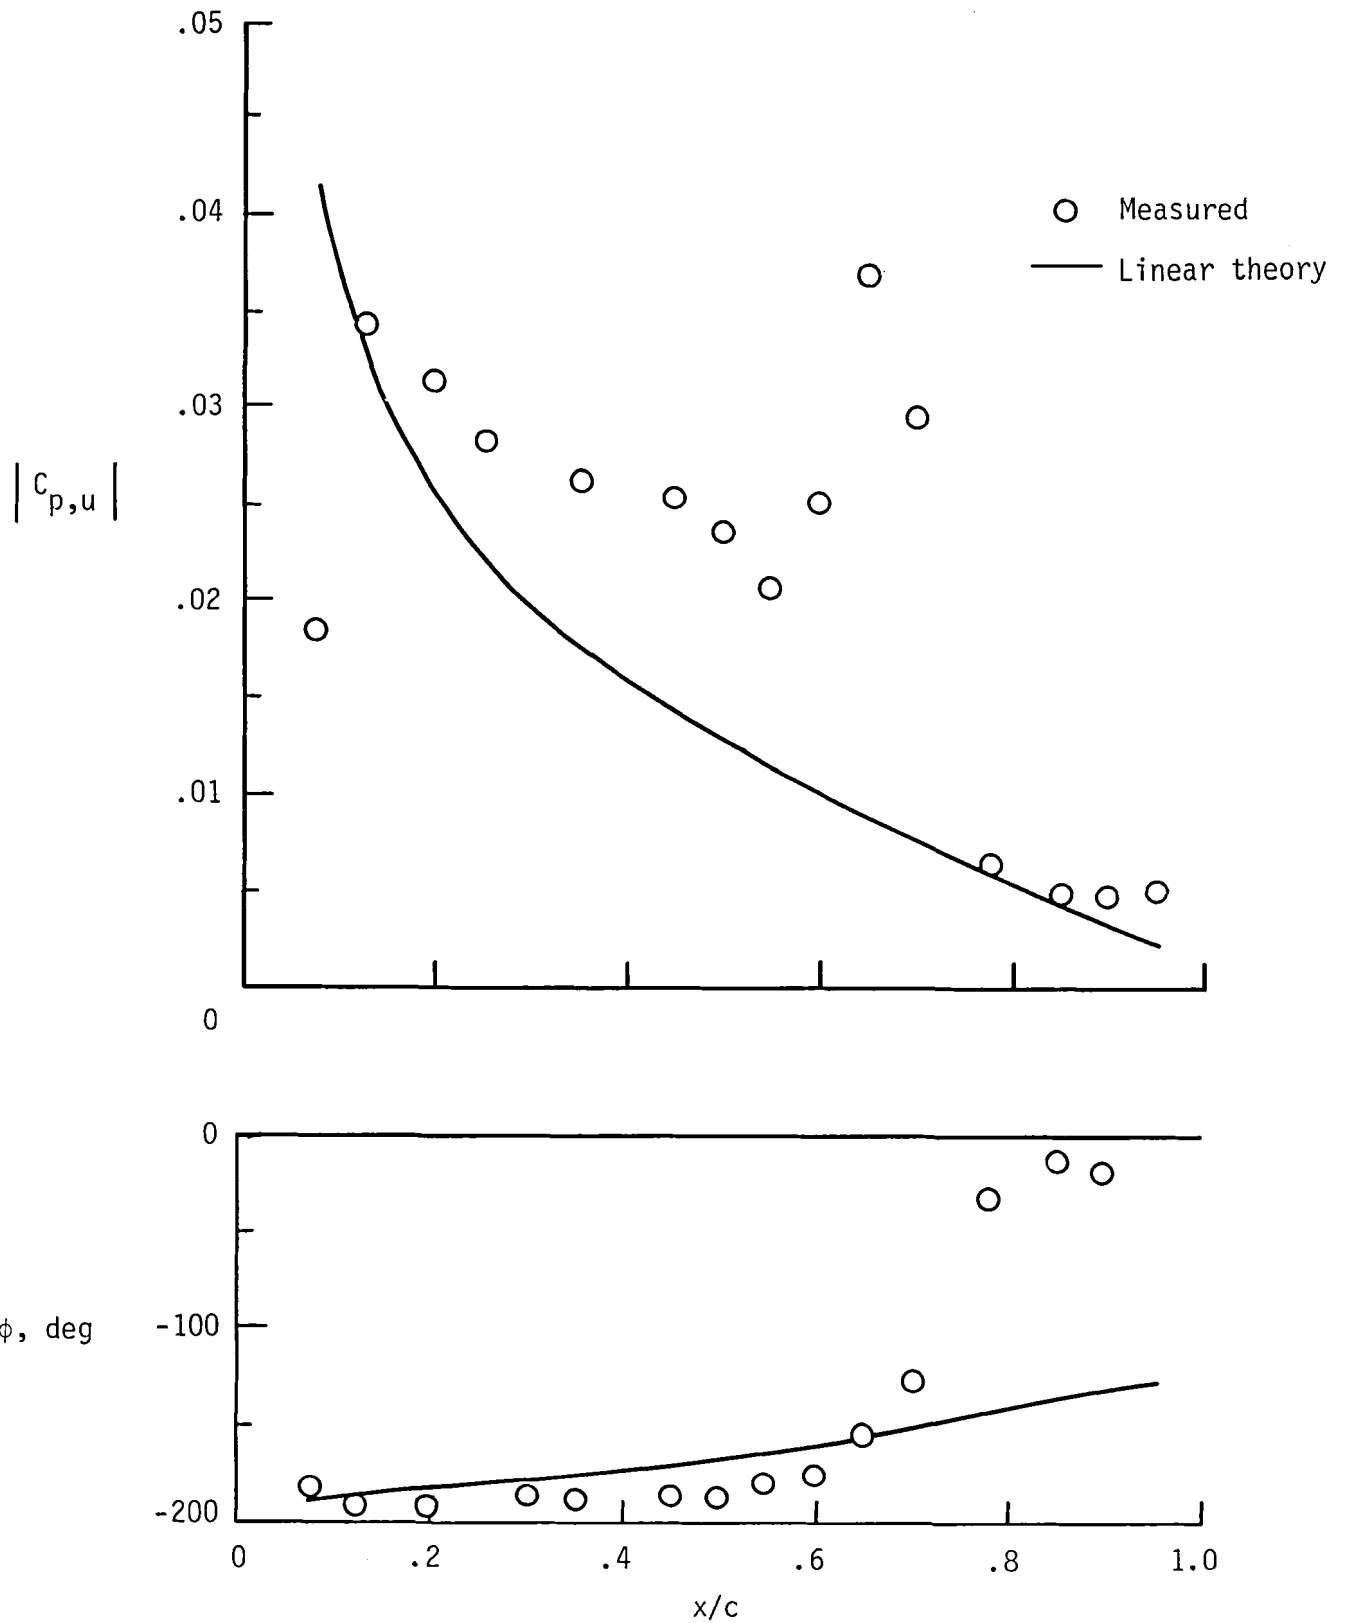 .05
.04
.03
|C_p,u|
.02
.01
0
Measured
Linear theory
0
ϕ, deg
-100
-200
0 .2 .4 .6 .8 1.0
x/c